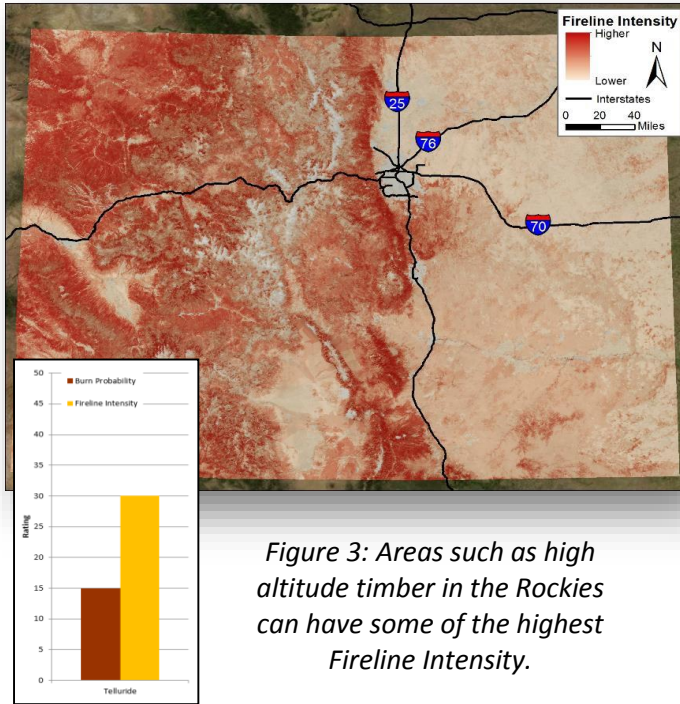 Fireline Intensity
Higher
Lower
N
Interstates
0 20 40
Miles
25
76
70
50
45
40
35
30
25
20
15
10
5
0
Rating
Burn Probability
Fireline Intensity
Telluride
Figure 3: Areas such as high
altitude timber in the Rockies
can have some of the highest
Fireline Intensity.